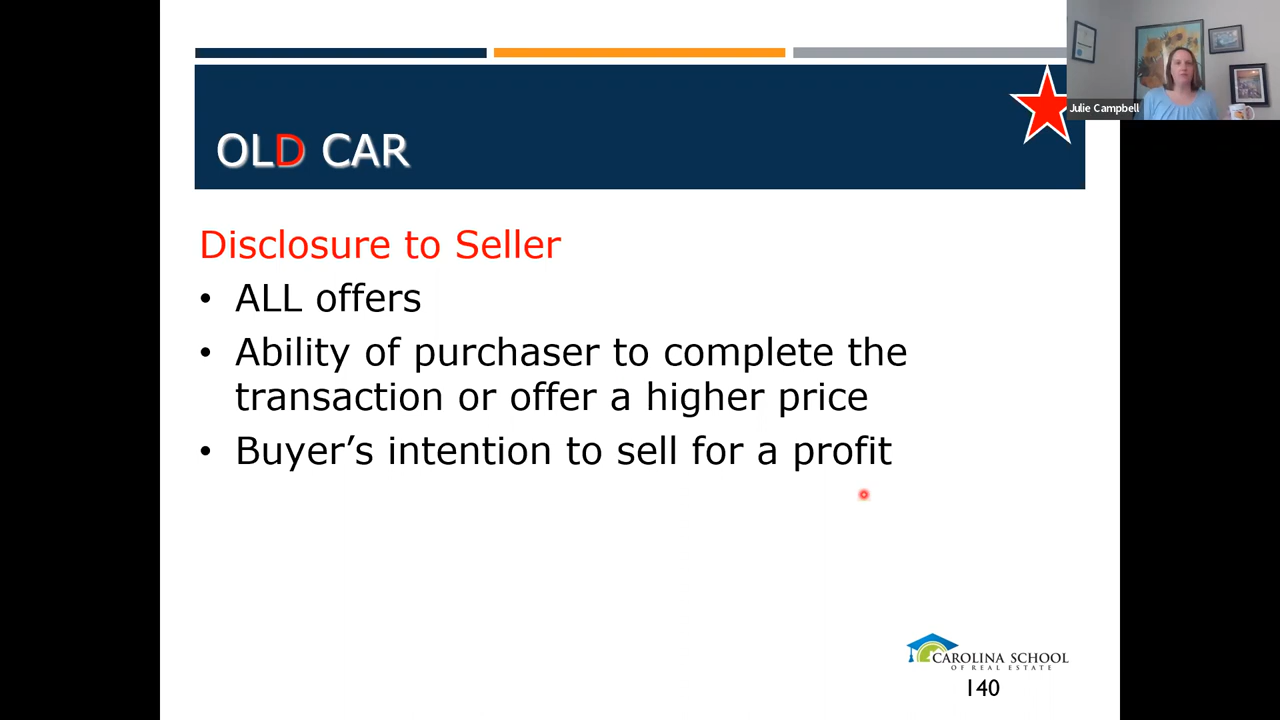 Julie Campbell
OLD CAR
Disclosure to Seller
• ALL offers
• Ability of purchaser to complete the
transaction or offer a higher price
• Buyer’s intention to sell for a profit
CAROLINA SCHOOL
OF REAL ESTATE
140